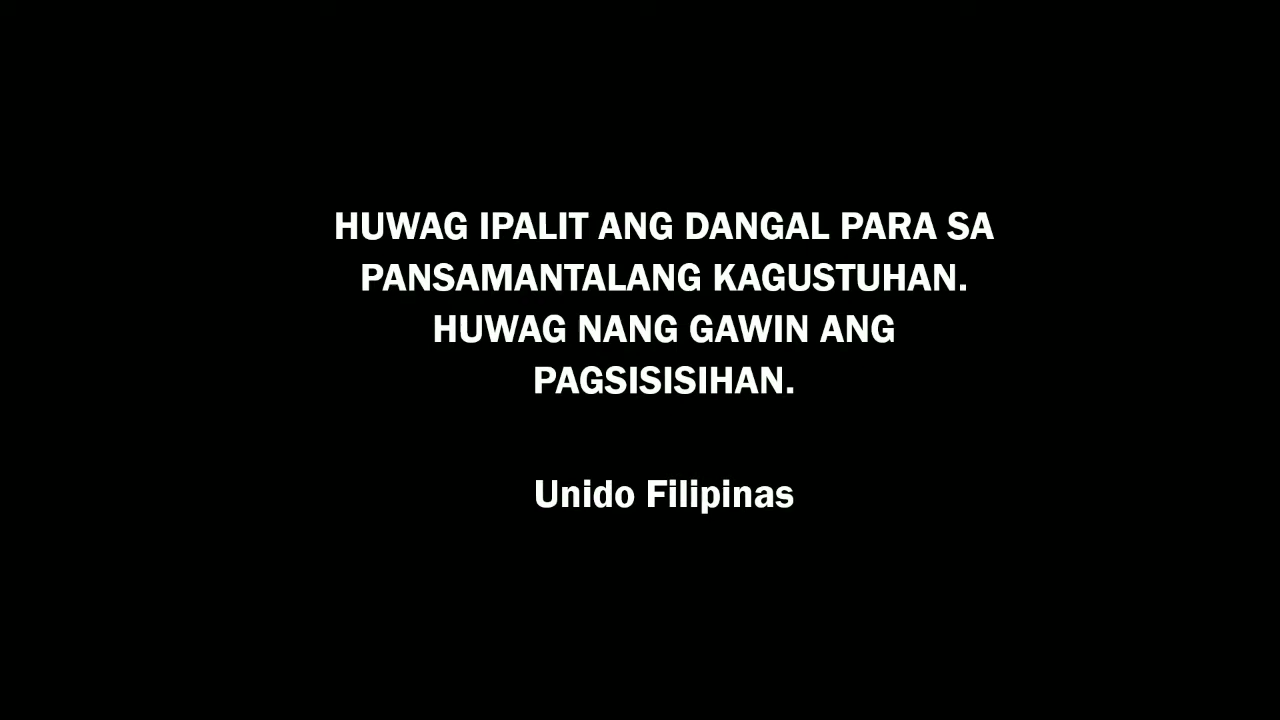 HUWAG IPALIT ANG DANGAL PARA SA
PANSAMANTALANG KAGUSTUHAN.
HUWAG NANG GAWIN ANG
PAGSISISIHAN.
Unido Filipinas